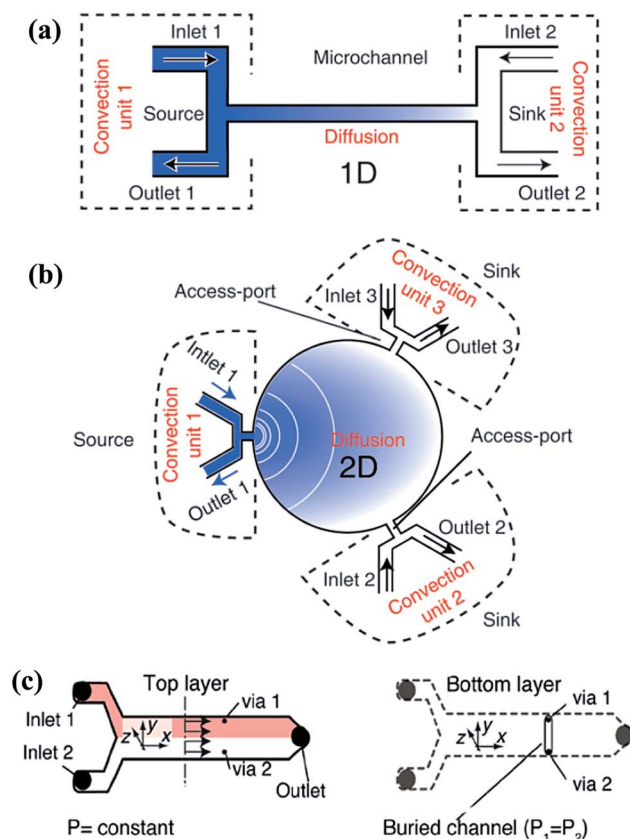 (a)
Inlet 1
Inlet 2
Microchannel
Convection
unit 1
Source
Sink
Convection
unit 2
Diffusion
1D
Outlet 1
Outlet 2
(b)
Sink
Convection
unit 3
Access-port
Inlet 3
Outlet 3
Intlet 1
Source
Convection
unit 1
Diffusion
2D
Access-port
Outlet 1
Outlet 2
Inlet 2
Convection
unit 2
Sink
(c)
Top layer
Inlet 1
via 1
z y x
Inlet 2
via 2
Outlet
P= constant
Bottom layer
via 1
z y x
via 2
Buried channel (P1=P2)